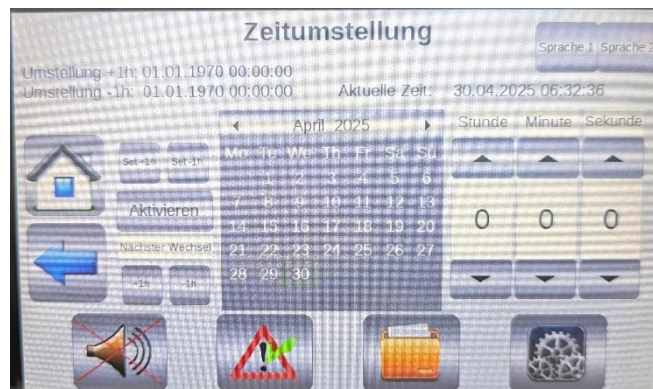 Zeitumstellung
Sprache 1 Sprache 2
Umstellung +1h: 01.01.1970 00:00:00
Umstellung -1h: 01.01.1970 00:00:00 Aktuelle Zeit: 30.04.2025 06:32:36
April 2025 Stunde Minute Sekunde
Set +1h Set -1h Mo Tu We Th Fr Sa Su
1 2 3 4 5 6
Aktivieren 7 8 9 10 11 12 13
14 15 16 17 18 19 20
0 0 0
Nächster Wechsel 21 22 23 24 25 26 27
28 29 30
+1h -1h